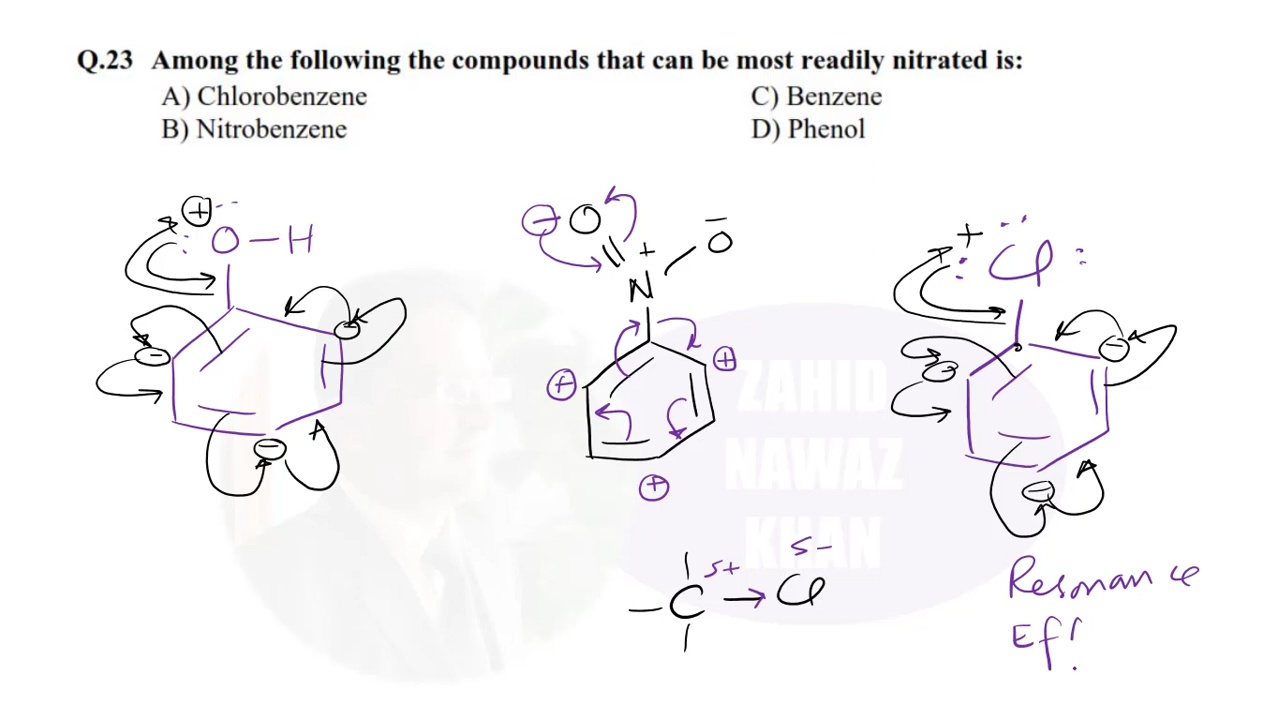 Q.23 Among the following the compounds that can be most readily nitrated is:
A) Chlorobenzene
C) Benzene
B) Nitrobenzene
D) Phenol
+ ..
: O – H
⊖ O
+
N
– O
+ ..
: Cl :
⊖
⊖
⊖
⊕
⊕
⊕
⊖
⊖
⊖
ZAHID
NAWAZ
KHAN
δ+
δ-
– C → Cl
Resonance
Eff